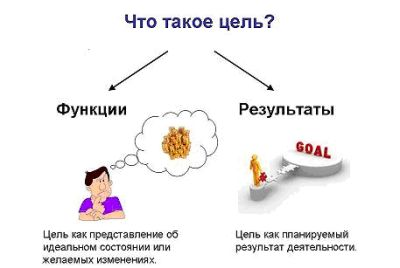 Что такое цель?
Функции
Результаты
GOAL
Цель как представление об
идеальном состоянии или
желаемых изменениях.
Цель как планируемый
результат деятельности.